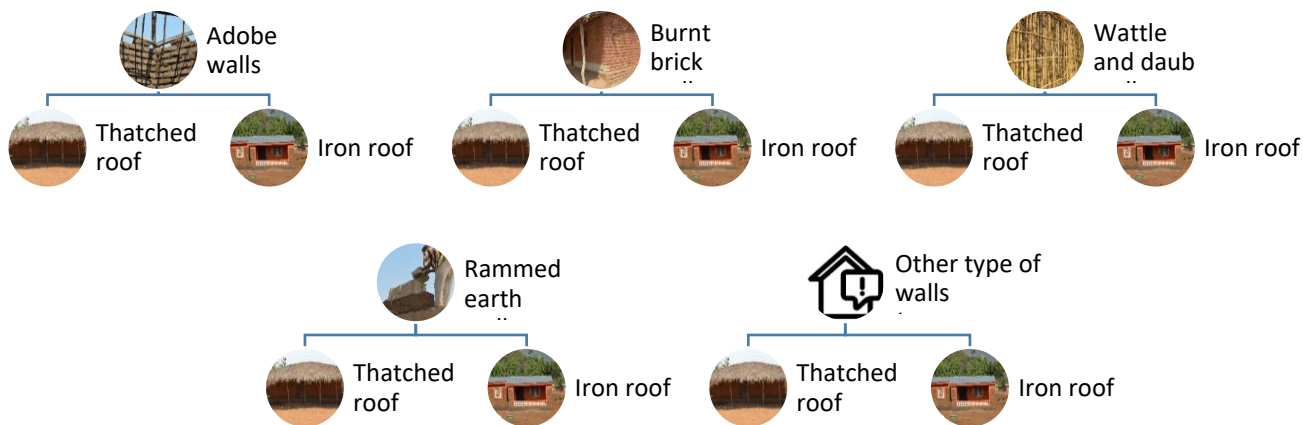 Adobe
walls
Thatched
roof
Iron roof
Burnt
brick
Thatched
roof
Iron roof
Wattle
and daub
Thatched
roof
Iron roof
Rammed
earth
Thatched
roof
Iron roof
Other type of
walls
Thatched
roof
Iron roof